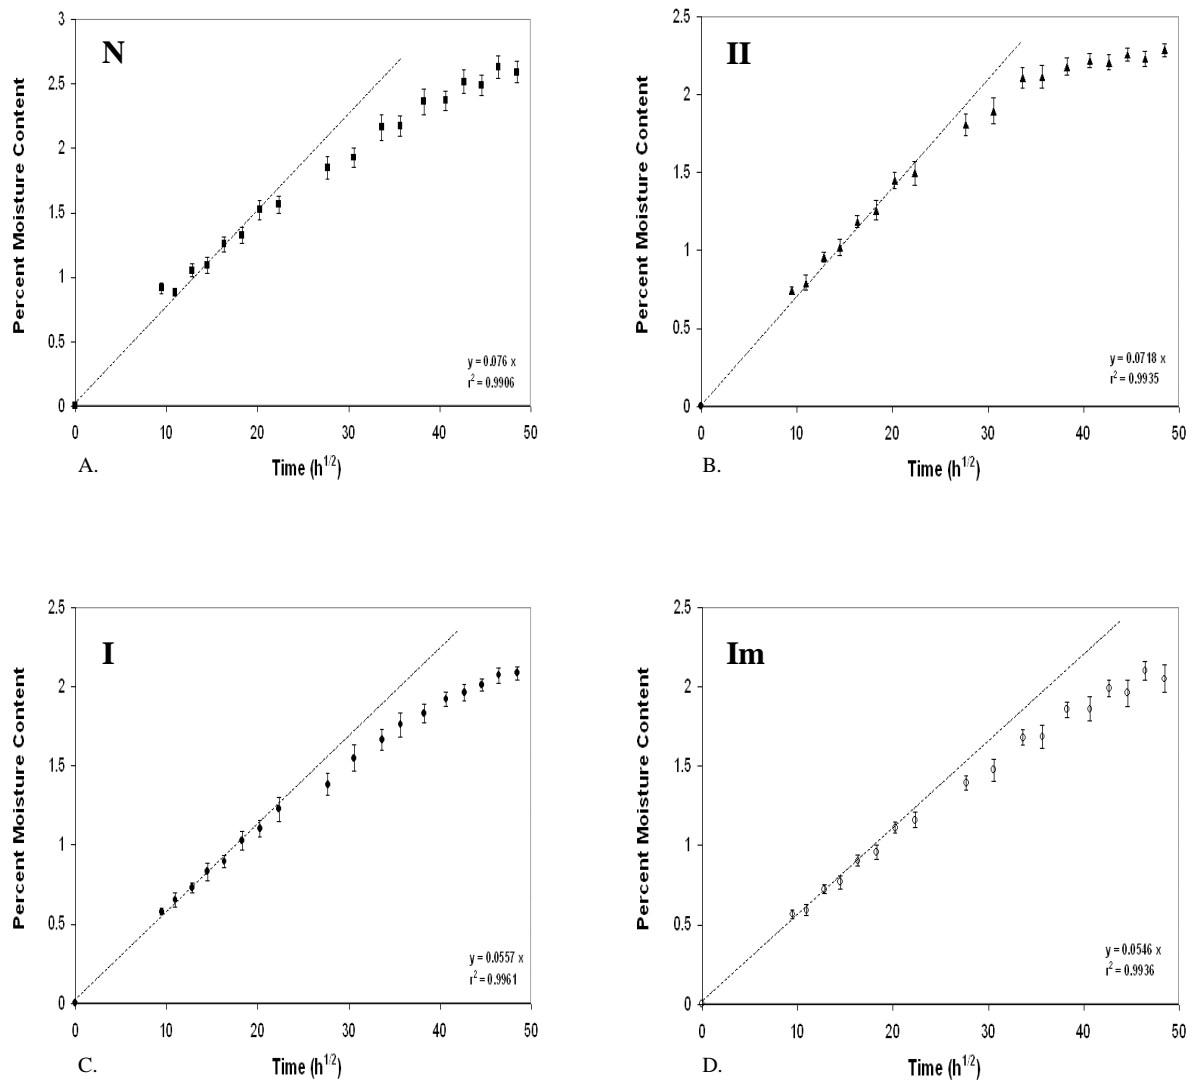 N
Percent Moisture Content
3
2.5
2
1.5
1
0.5
0
0 10 20 30 40 50
y = 0.076 x
r² = 0.9906
Time (h^1/2)
A.
II
Percent Moisture Content
2.5
2
1.5
1
0.5
0
0 10 20 30 40 50
y = 0.0718 x
r² = 0.9935
Time (h^1/2)
B.
I
Percent Moisture Content
2.5
2
1.5
1
0.5
0
0 10 20 30 40 50
y = 0.0557 x
r² = 0.9961
Time (h^1/2)
C.
Im
Percent Moisture Content
2.5
2
1.5
1
0.5
0
0 10 20 30 40 50
y = 0.0546 x
r² = 0.9936
Time (h^1/2)
D.